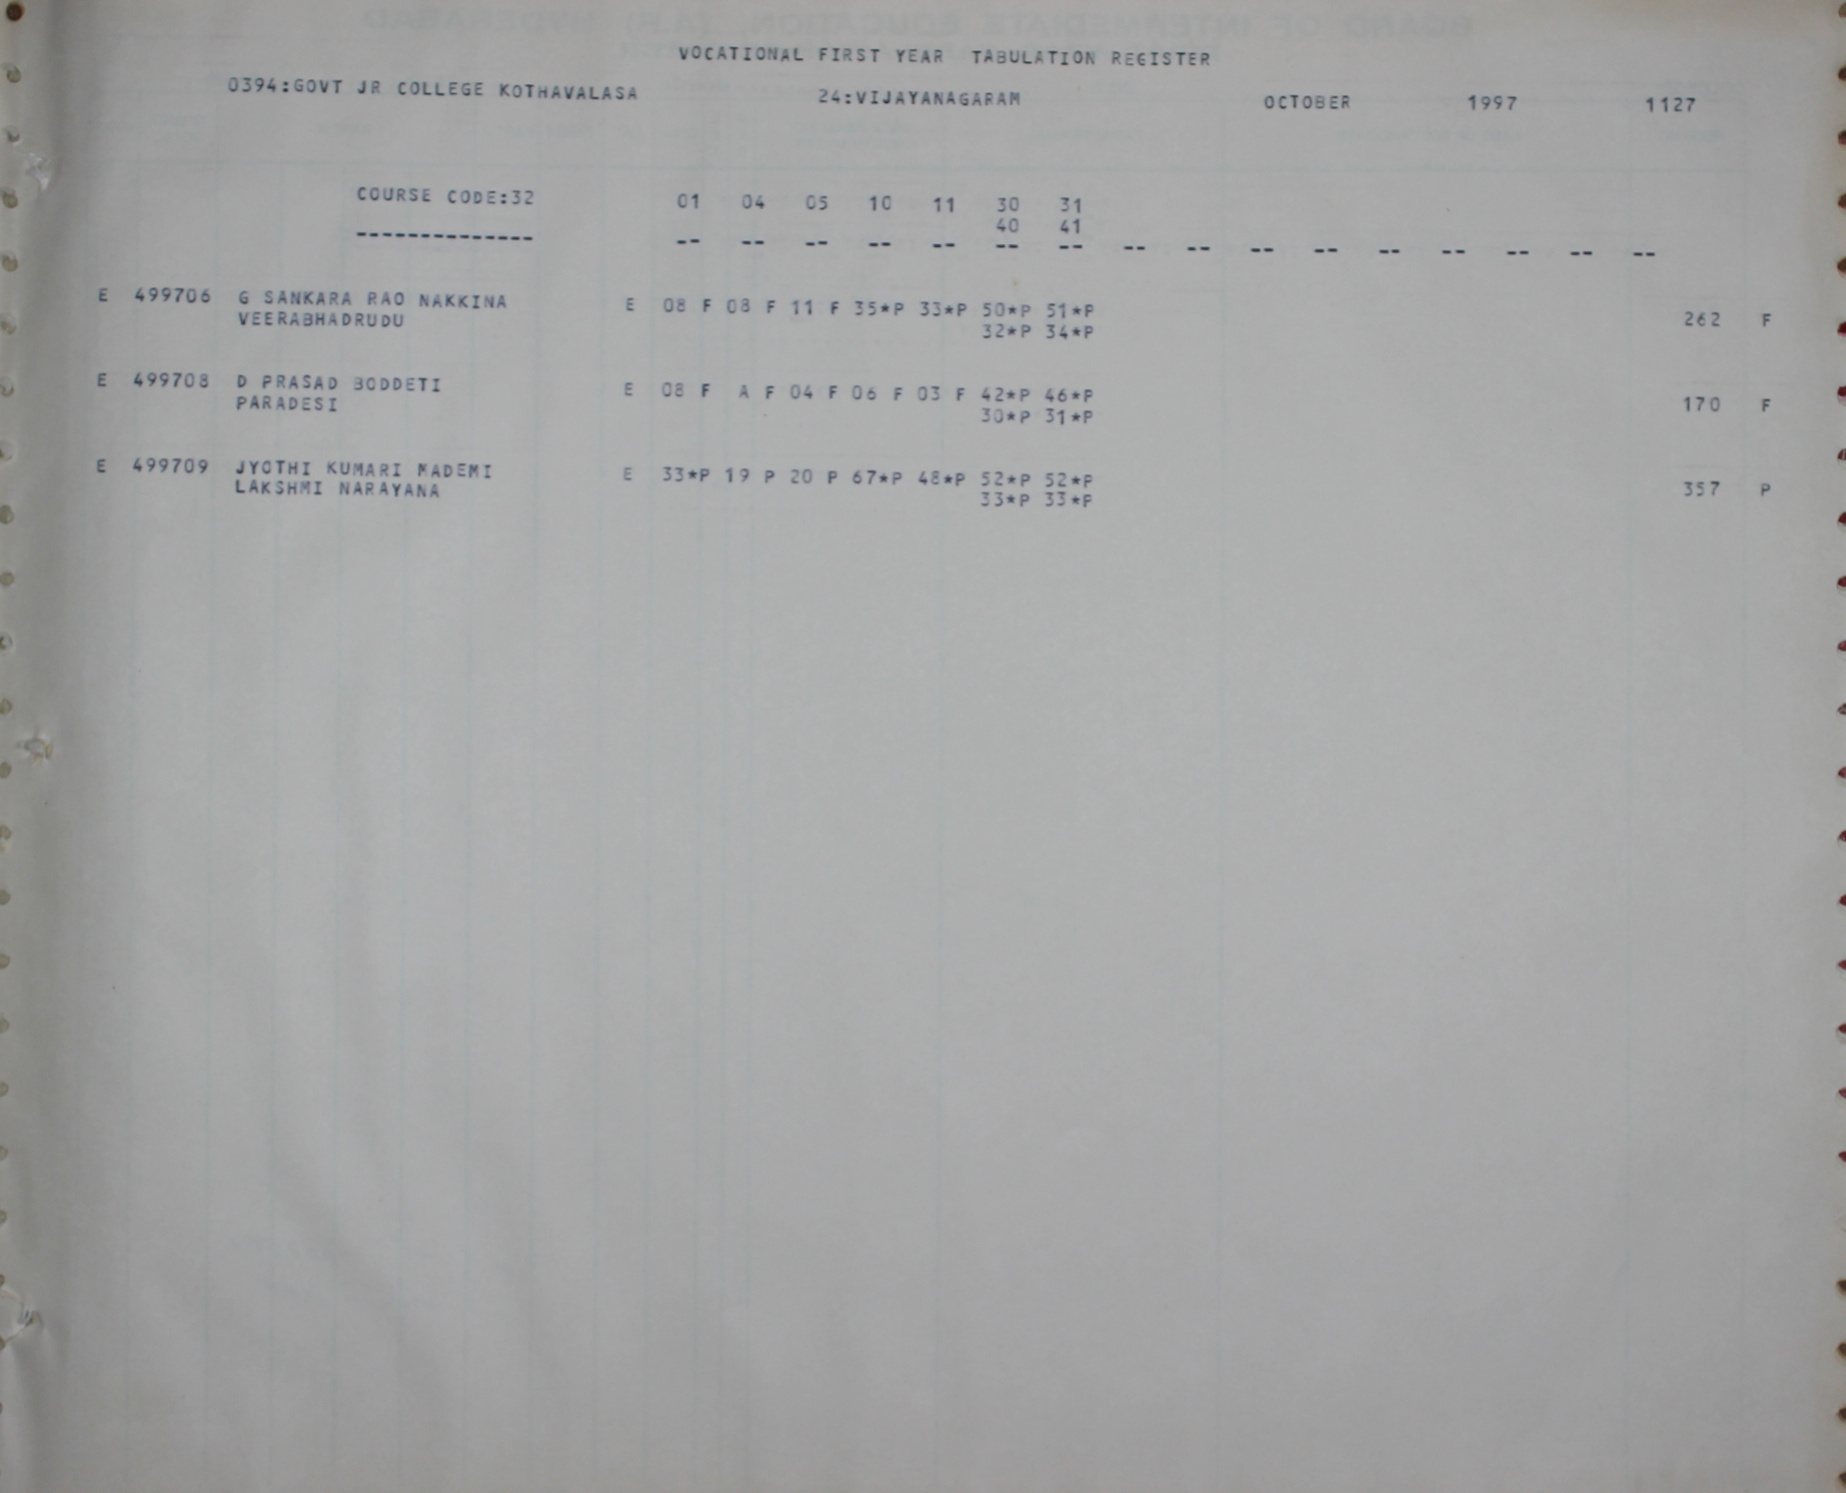 VOCATIONAL FIRST YEAR TABULATION REGISTER
0394:GOVT JR COLLEGE KOTHAVALASA 24:VIJAYANAGARAM OCTOBER 1997 1127
COURSE CODE:32 01 04 05 10 11 30 31
40 41
-------------- -- -- -- -- -- -- -- -- -- -- -- -- -- -- -- --
E 499706 G SANKARA RAO NAKKINA E 08 F 08 F 11 F 35*P 33*P 50*P 51*P
VEERABHADRUDU 32*P 34*P 262 F
E 499708 D PRASAD BODDETI E 08 F A F 04 F 06 F 03 F 42*P 46*P
PARADESI 30*P 31*P 170 F
E 499709 JYOTHI KUMARI MADEMI E 33*P 19 P 20 P 67*P 48*P 52*P 52*P
LAKSHMI NARAYANA 33*P 33*P 357 P